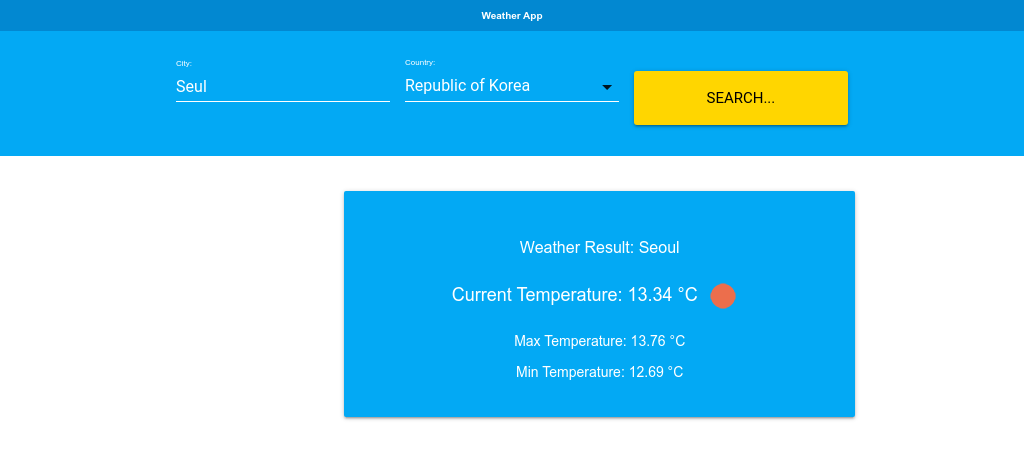 Weather App
City:
Country:
Seul
Republic of Korea
SEARCH...
Weather Result: Seoul
Current Temperature: 13.34 °C
Max Temperature: 13.76 °C
Min Temperature: 12.69 °C